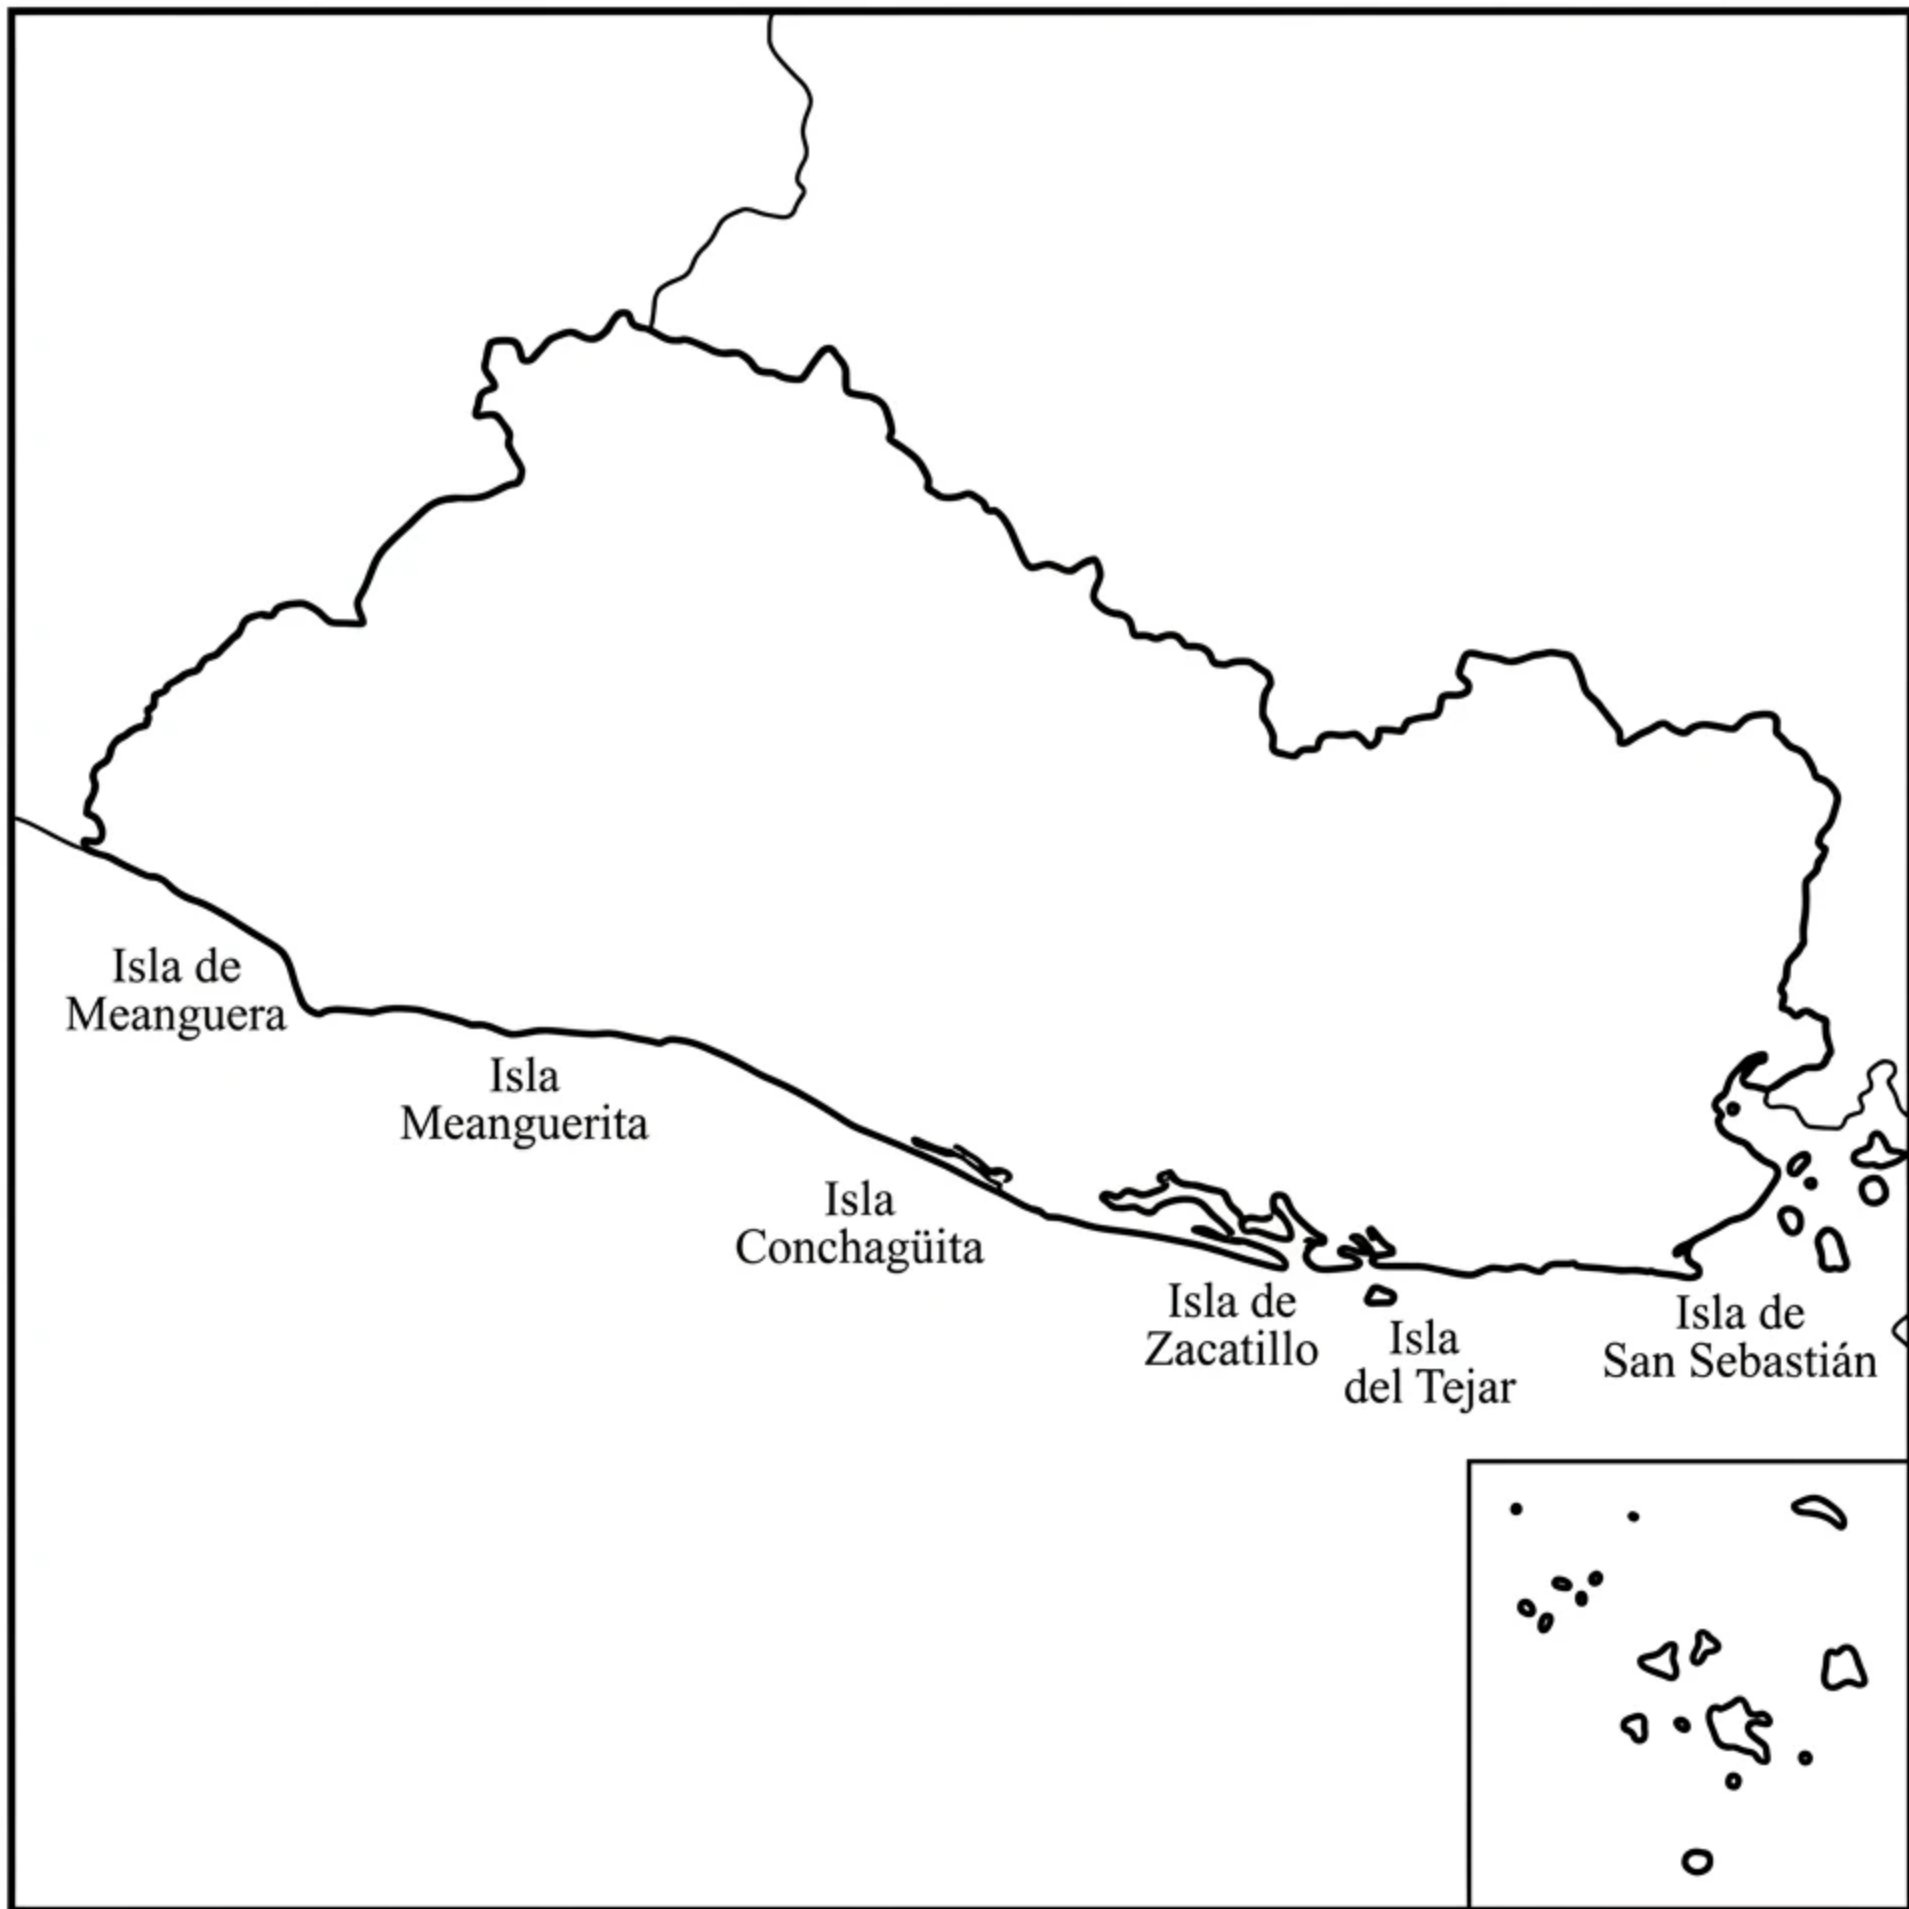 Isla de
Meanguera
Isla
Meanguerita
Isla
Conchagüita
Isla de
Zacatillo
Isla
del Tejar
Isla de
San Sebastián